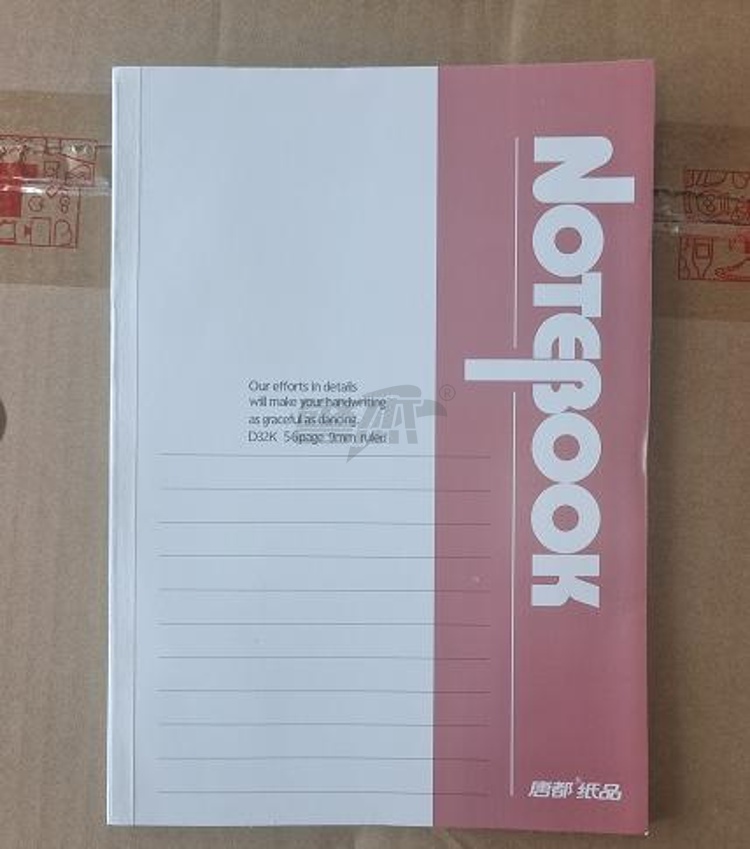 NOTEBOOK
Our efforts in details
will make your handwriting
as graceful as dancing
D32K 56page 9mm ruled
唐都®纸品